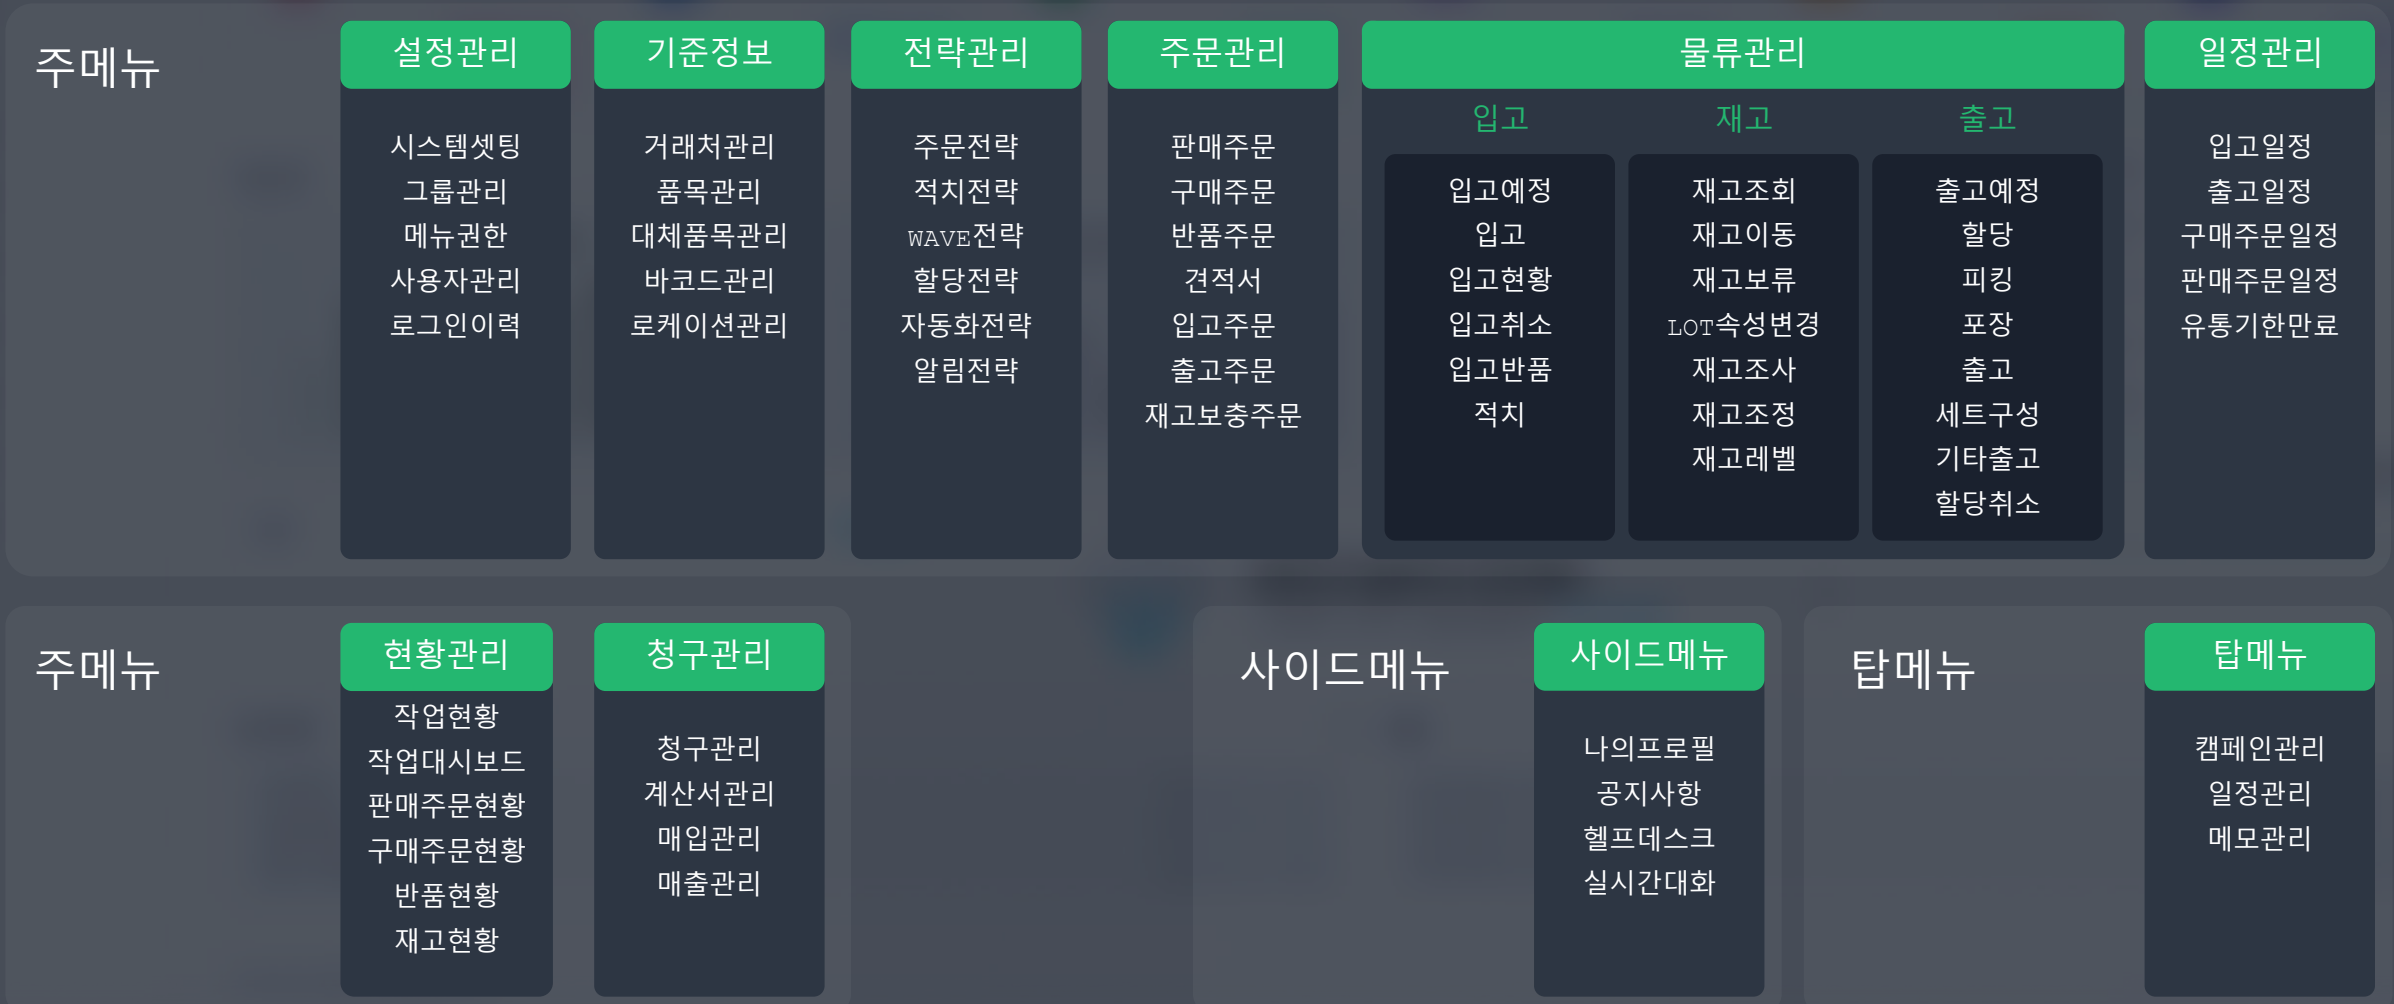 주메뉴
설정관리
시스템셋팅
그룹관리
메뉴권한
사용자관리
로그인이력
기준정보
거래처관리
품목관리
대체품목관리
바코드관리
로케이션관리
전략관리
주문전략
적치전략
WAVE전략
할당전략
자동화전략
알림전략
주문관리
판매주문
구매주문
반품주문
견적서
입고주문
출고주문
재고보충주문
물류관리
입고
입고예정
입고
입고현황
입고취소
입고반품
적치
재고
재고조회
재고이동
재고보류
LOT속성변경
재고조사
재고조정
재고레벨
출고
출고예정
할당
피킹
포장
출고
세트구성
기타출고
할당취소
일정관리
입고일정
출고일정
구매주문일정
판매주문일정
유통기한만료
주메뉴
현황관리
작업현황
작업대시보드
판매주문현황
구매주문현황
반품현황
재고현황
청구관리
청구관리
계산서관리
매입관리
매출관리
사이드메뉴
사이드메뉴
나의프로필
공지사항
헬프데스크
실시간대화
탑메뉴
탑메뉴
캠페인관리
일정관리
메모관리